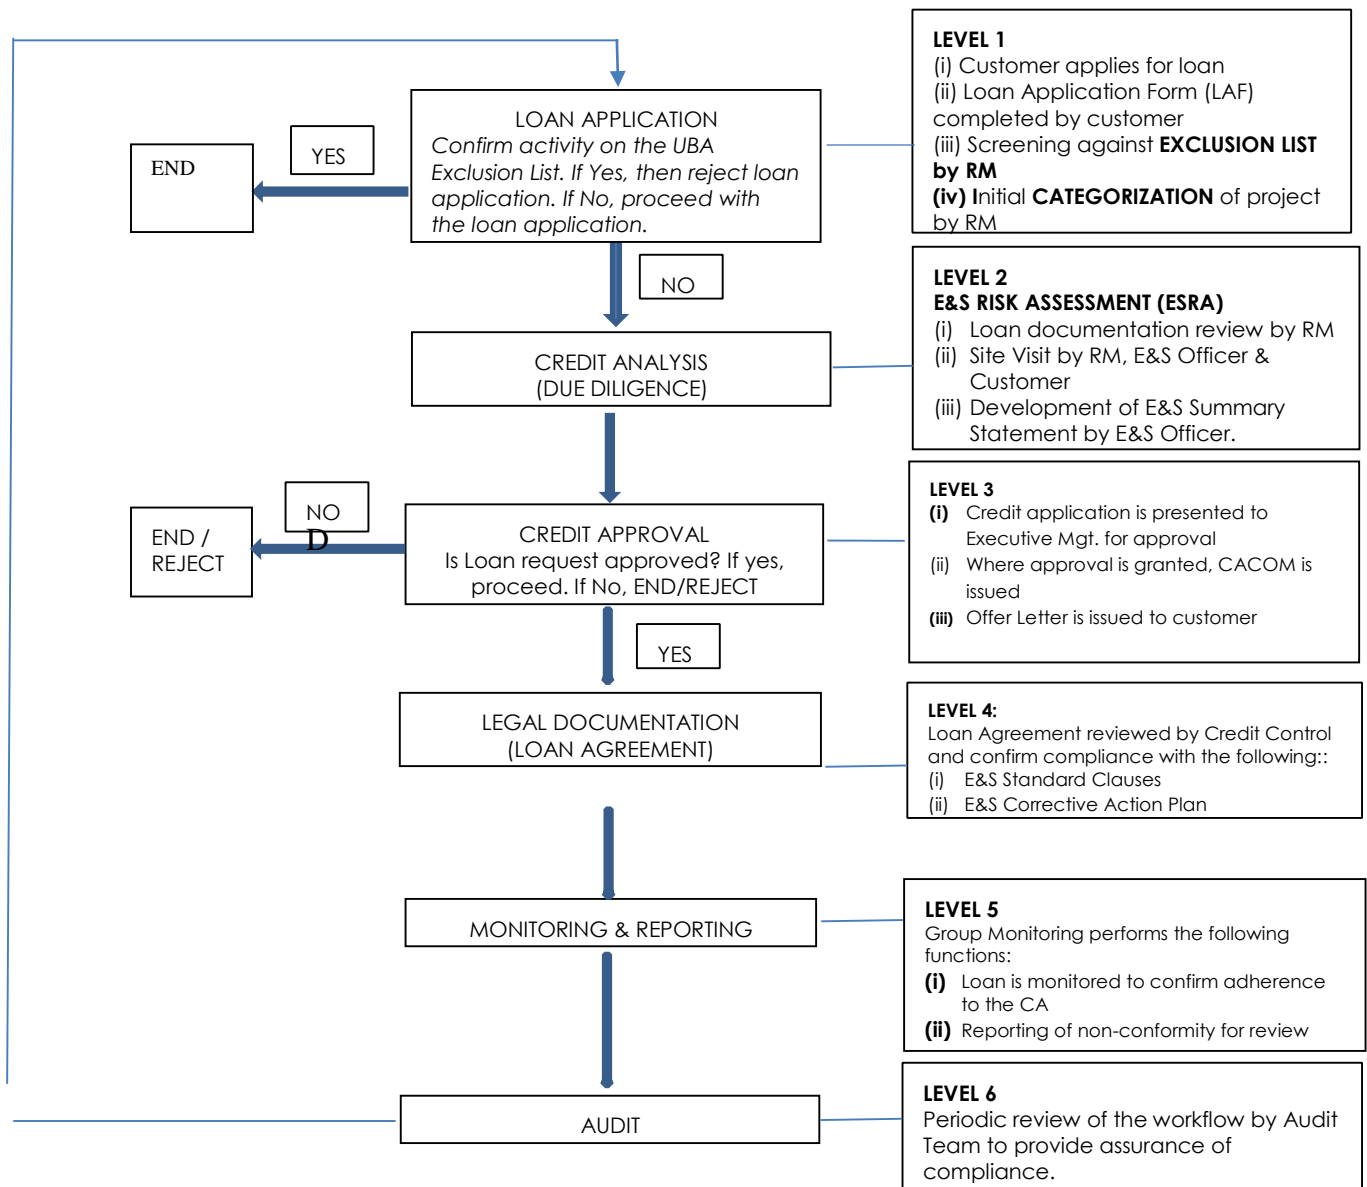 LOAN APPLICATION
Confirm activity on the UBA
Exclusion List. If Yes, then reject loan
application. If No, proceed with
the loan application.
YES
END
NO
LEVEL 1
(i) Customer applies for loan
(ii) Loan Application Form (LAF)
completed by customer
(iii) Screening against EXCLUSION LIST
by RM
(iv) Initial CATEGORIZATION of project
by RM
CREDIT ANALYSIS
(DUE DILIGENCE)
LEVEL 2
E&S RISK ASSESSMENT (ESRA)
(i) Loan documentation review by RM
(ii) Site Visit by RM, E&S Officer &
Customer
(iii) Development of E&S Summary
Statement by E&S Officer.
CREDIT APPROVAL
Is Loan request approved? If yes,
proceed. If No, END/REJECT
NO
D
END /
REJECT
YES
LEVEL 3
(i) Credit application is presented to
Executive Mgt. for approval
(ii) Where approval is granted, CACOM is
issued
(iii) Offer Letter is issued to customer
LEGAL DOCUMENTATION
(LOAN AGREEMENT)
LEVEL 4:
Loan Agreement reviewed by Credit Control
and confirm compliance with the following::
(i) E&S Standard Clauses
(ii) E&S Corrective Action Plan
MONITORING & REPORTING
LEVEL 5
Group Monitoring performs the following
functions:
(i) Loan is monitored to confirm adherence
to the CA
(ii) Reporting of non-conformity for review
AUDIT
LEVEL 6
Periodic review of the workflow by Audit
Team to provide assurance of
compliance.